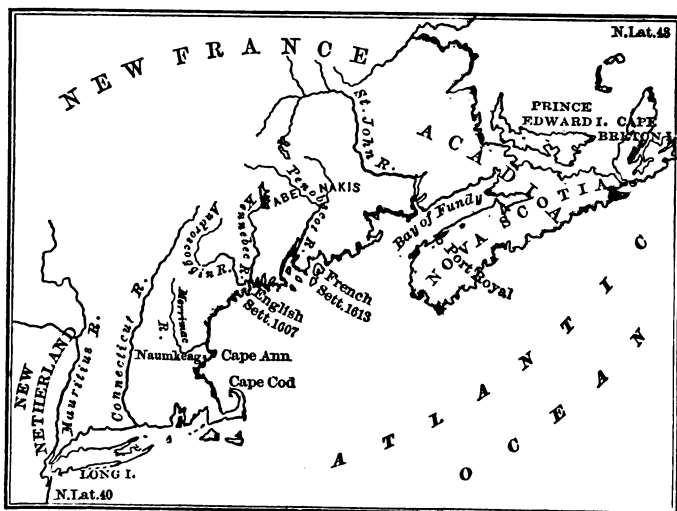 N.Lat.48
NEW FRANCE
PRINCE
EDWARD I.
CAPE
BRETON I.
St. John R.
ACADIA
ABENAKIS
Penobscot R.
Kennebec R.
Androscoggin R.
Bay of Fundy
NOVA SCOTIA
Port Royal
French
Sett.1613
English
Sett.1607
Merrimac
R.
Connecticut R.
Mauritius R.
NEW
NETHERLAND
Naumkeag
Cape Ann
Cape Cod
ATLANTIC
OCEAN
LONG I.
N.Lat.40